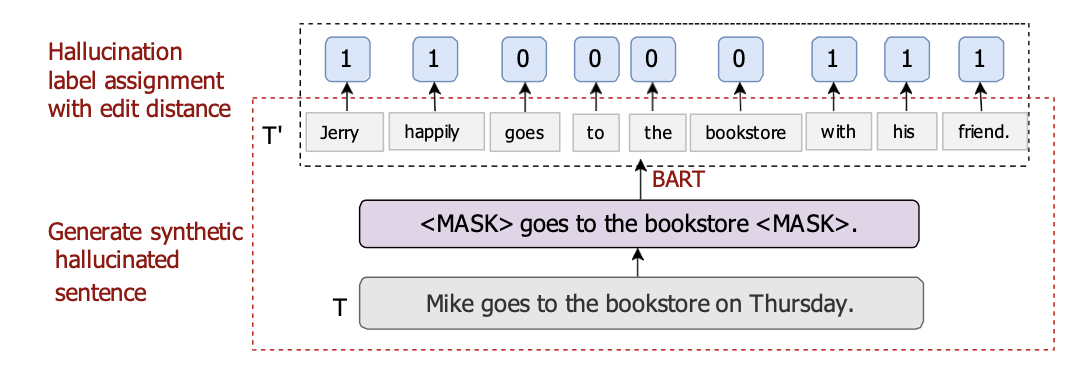 Hallucination
label assignment
with edit distance
1 1 0 0 0 0 1 1 1
T' Jerry happily goes to the bookstore with his friend.
BART
<MASK> goes to the bookstore <MASK>.
Generate synthetic
hallucinated
sentence
T Mike goes to the bookstore on Thursday.